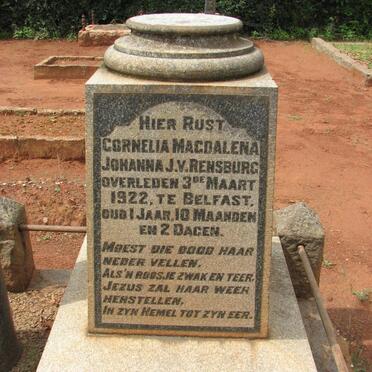 HIER RUST
CORNELIA MAGDALENA
JOHANNA J.V. RENSBURG
OVERLEDEN 3DE MAART
1922, TE BELFAST.
OUD 1 JAAR, 10 MAANDEN
EN 2 DAGEN.
MOEST DIE DOOD HAAR
NEDER VELLEN.
ALS 'N ROOSJE ZWAK EN TEER.
JEZUS ZAL HAAR WEER
HERSTELLEN.
IN ZYN HEMEL TOT ZYN EER.